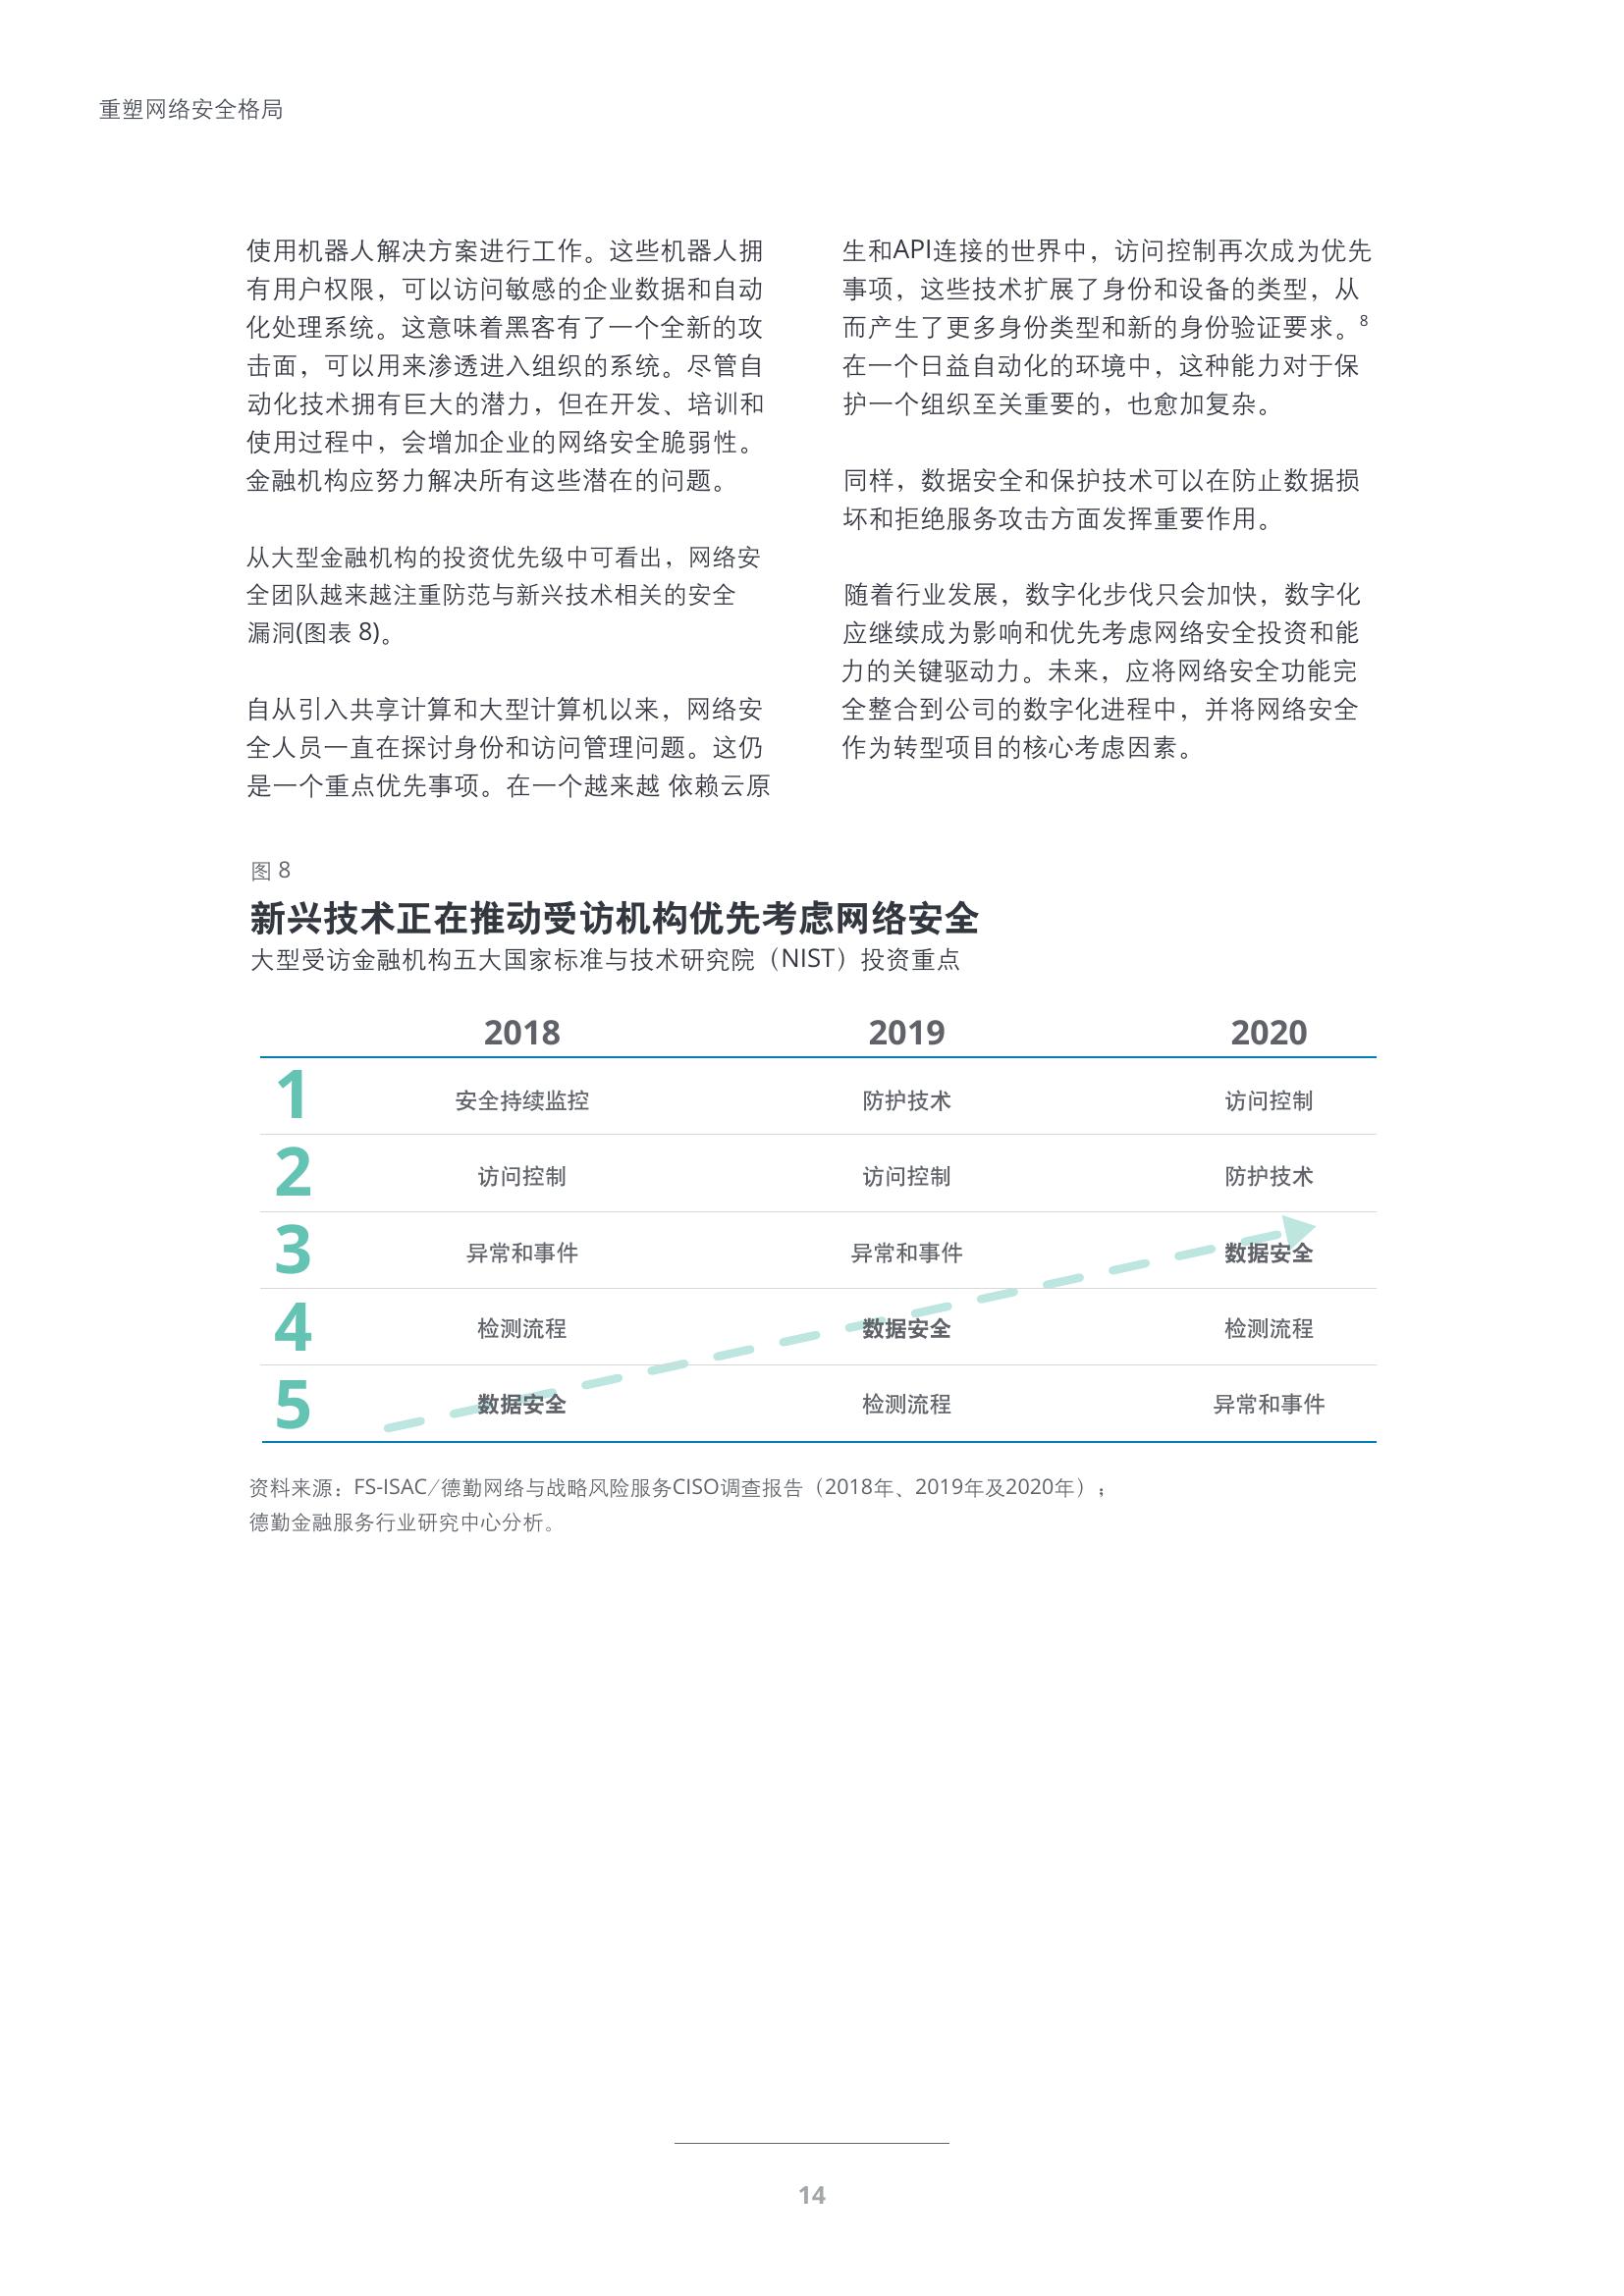 重塑网络安全格局
使用机器人解决方案进行工作。这些机器人拥
有用户权限，可以访问敏感的企业数据和自动
化处理系统。这意味着黑客有了一个全新的攻
击面，可以用来渗透进入组织的系统。尽管自
动化技术拥有巨大的潜力，但在开发、培训和
使用过程中，会增加企业的网络安全脆弱性。
金融机构应努力解决所有这些潜在的问题。
从大型金融机构的投资优先级中可看出，网络安
全团队越来越注重防范与新兴技术相关的安全
漏洞(图表 8)。
自从引入共享计算和大型计算机以来，网络安
全人员一直在探讨身份和访问管理问题。这仍
是一个重点优先事项。在一个越来越 依赖云原
生和API连接的世界中，访问控制再次成为优先
事项，这些技术扩展了身份和设备的类型，从
而产生了更多身份类型和新的身份验证要求。8
在一个日益自动化的环境中，这种能力对于保
护一个组织至关重要的，也愈加复杂。
同样，数据安全和保护技术可以在防止数据损
坏和拒绝服务攻击方面发挥重要作用。
随着行业发展，数字化步伐只会加快，数字化
应继续成为影响和优先考虑网络安全投资和能
力的关键驱动力。未来，应将网络安全功能完
全整合到公司的数字化进程中，并将网络安全
作为转型项目的核心考虑因素。
图 8
新兴技术正在推动受访机构优先考虑网络安全
大型受访金融机构五大国家标准与技术研究院（NIST）投资重点
2018 2019 2020
1 安全持续监控 防护技术 访问控制
2 访问控制 访问控制 防护技术
3 异常和事件 异常和事件 数据安全
4 检测流程 数据安全 检测流程
5 数据安全 检测流程 异常和事件
资料来源：FS-ISAC/德勤网络与战略风险服务CISO调查报告（2018年、2019年及2020年）；
德勤金融服务行业研究中心分析。
14